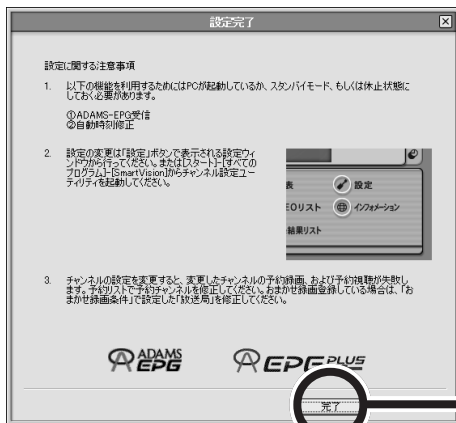 設定完了
設定に関する注意事項
1. 以下の機能を利用するためにはPCが起動しているか、スタンバイモード、もしくは休止状態に
しておく必要があります。
①ADAMS-EPG受信
②自動時刻修正
2. 設定の変更は「設定」ボタンで表示される設定ウィ
ンドウから行ってください。または[スタート]-[すべての
プログラム]-[SmartVision]からチャンネル設定ユー
ティリティを起動してください。
表 設定
EOリスト インフォメーション
結果リスト
3. チャンネルの設定を変更すると、変更したチャンネルの予約録画、および予約視聴が失敗し
ます。予約リストで予約チャンネルを修正してください。おまかせ録画登録している場合は、「お
まかせ録画条件」で設定した「放送局」を修正してください。
ADAMS
EPG
EPG PLUS
完了